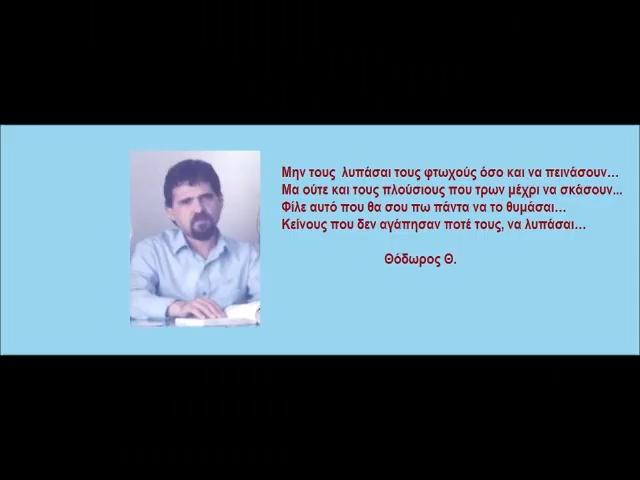 Μην τους λυπάσαι τους φτωχούς όσο και να πεινάσουν…
Μα ούτε και τους πλούσιους που τρων μέχρι να σκάσουν...
Φίλε αυτό που θα σου πω πάντα να το θυμάσαι…
Κείνους που δεν αγάπησαν ποτέ τους, να λυπάσαι…
Θόδωρος Θ.